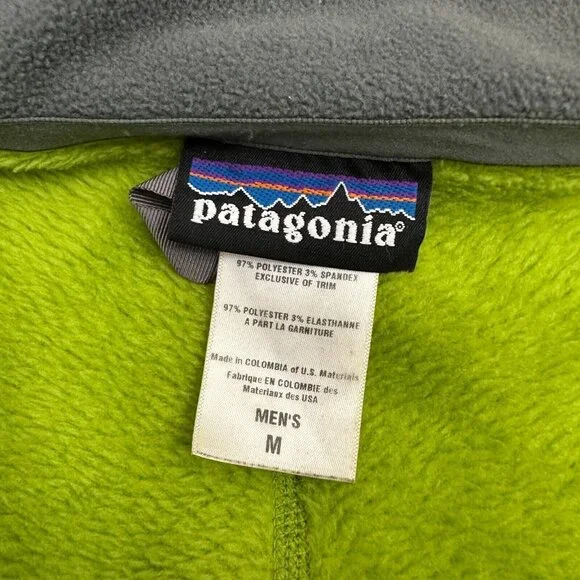 patagonia®
97% POLYESTER 3% SPANDEX
EXCLUSIVE OF TRIM
97% POLYESTER 3% ELASTHANNE
A PART LA GARNITURE
Made in COLOMBIA of U.S. Materials
Fabrique EN COLOMBIE des
Materiaux des USA
MEN'S
M